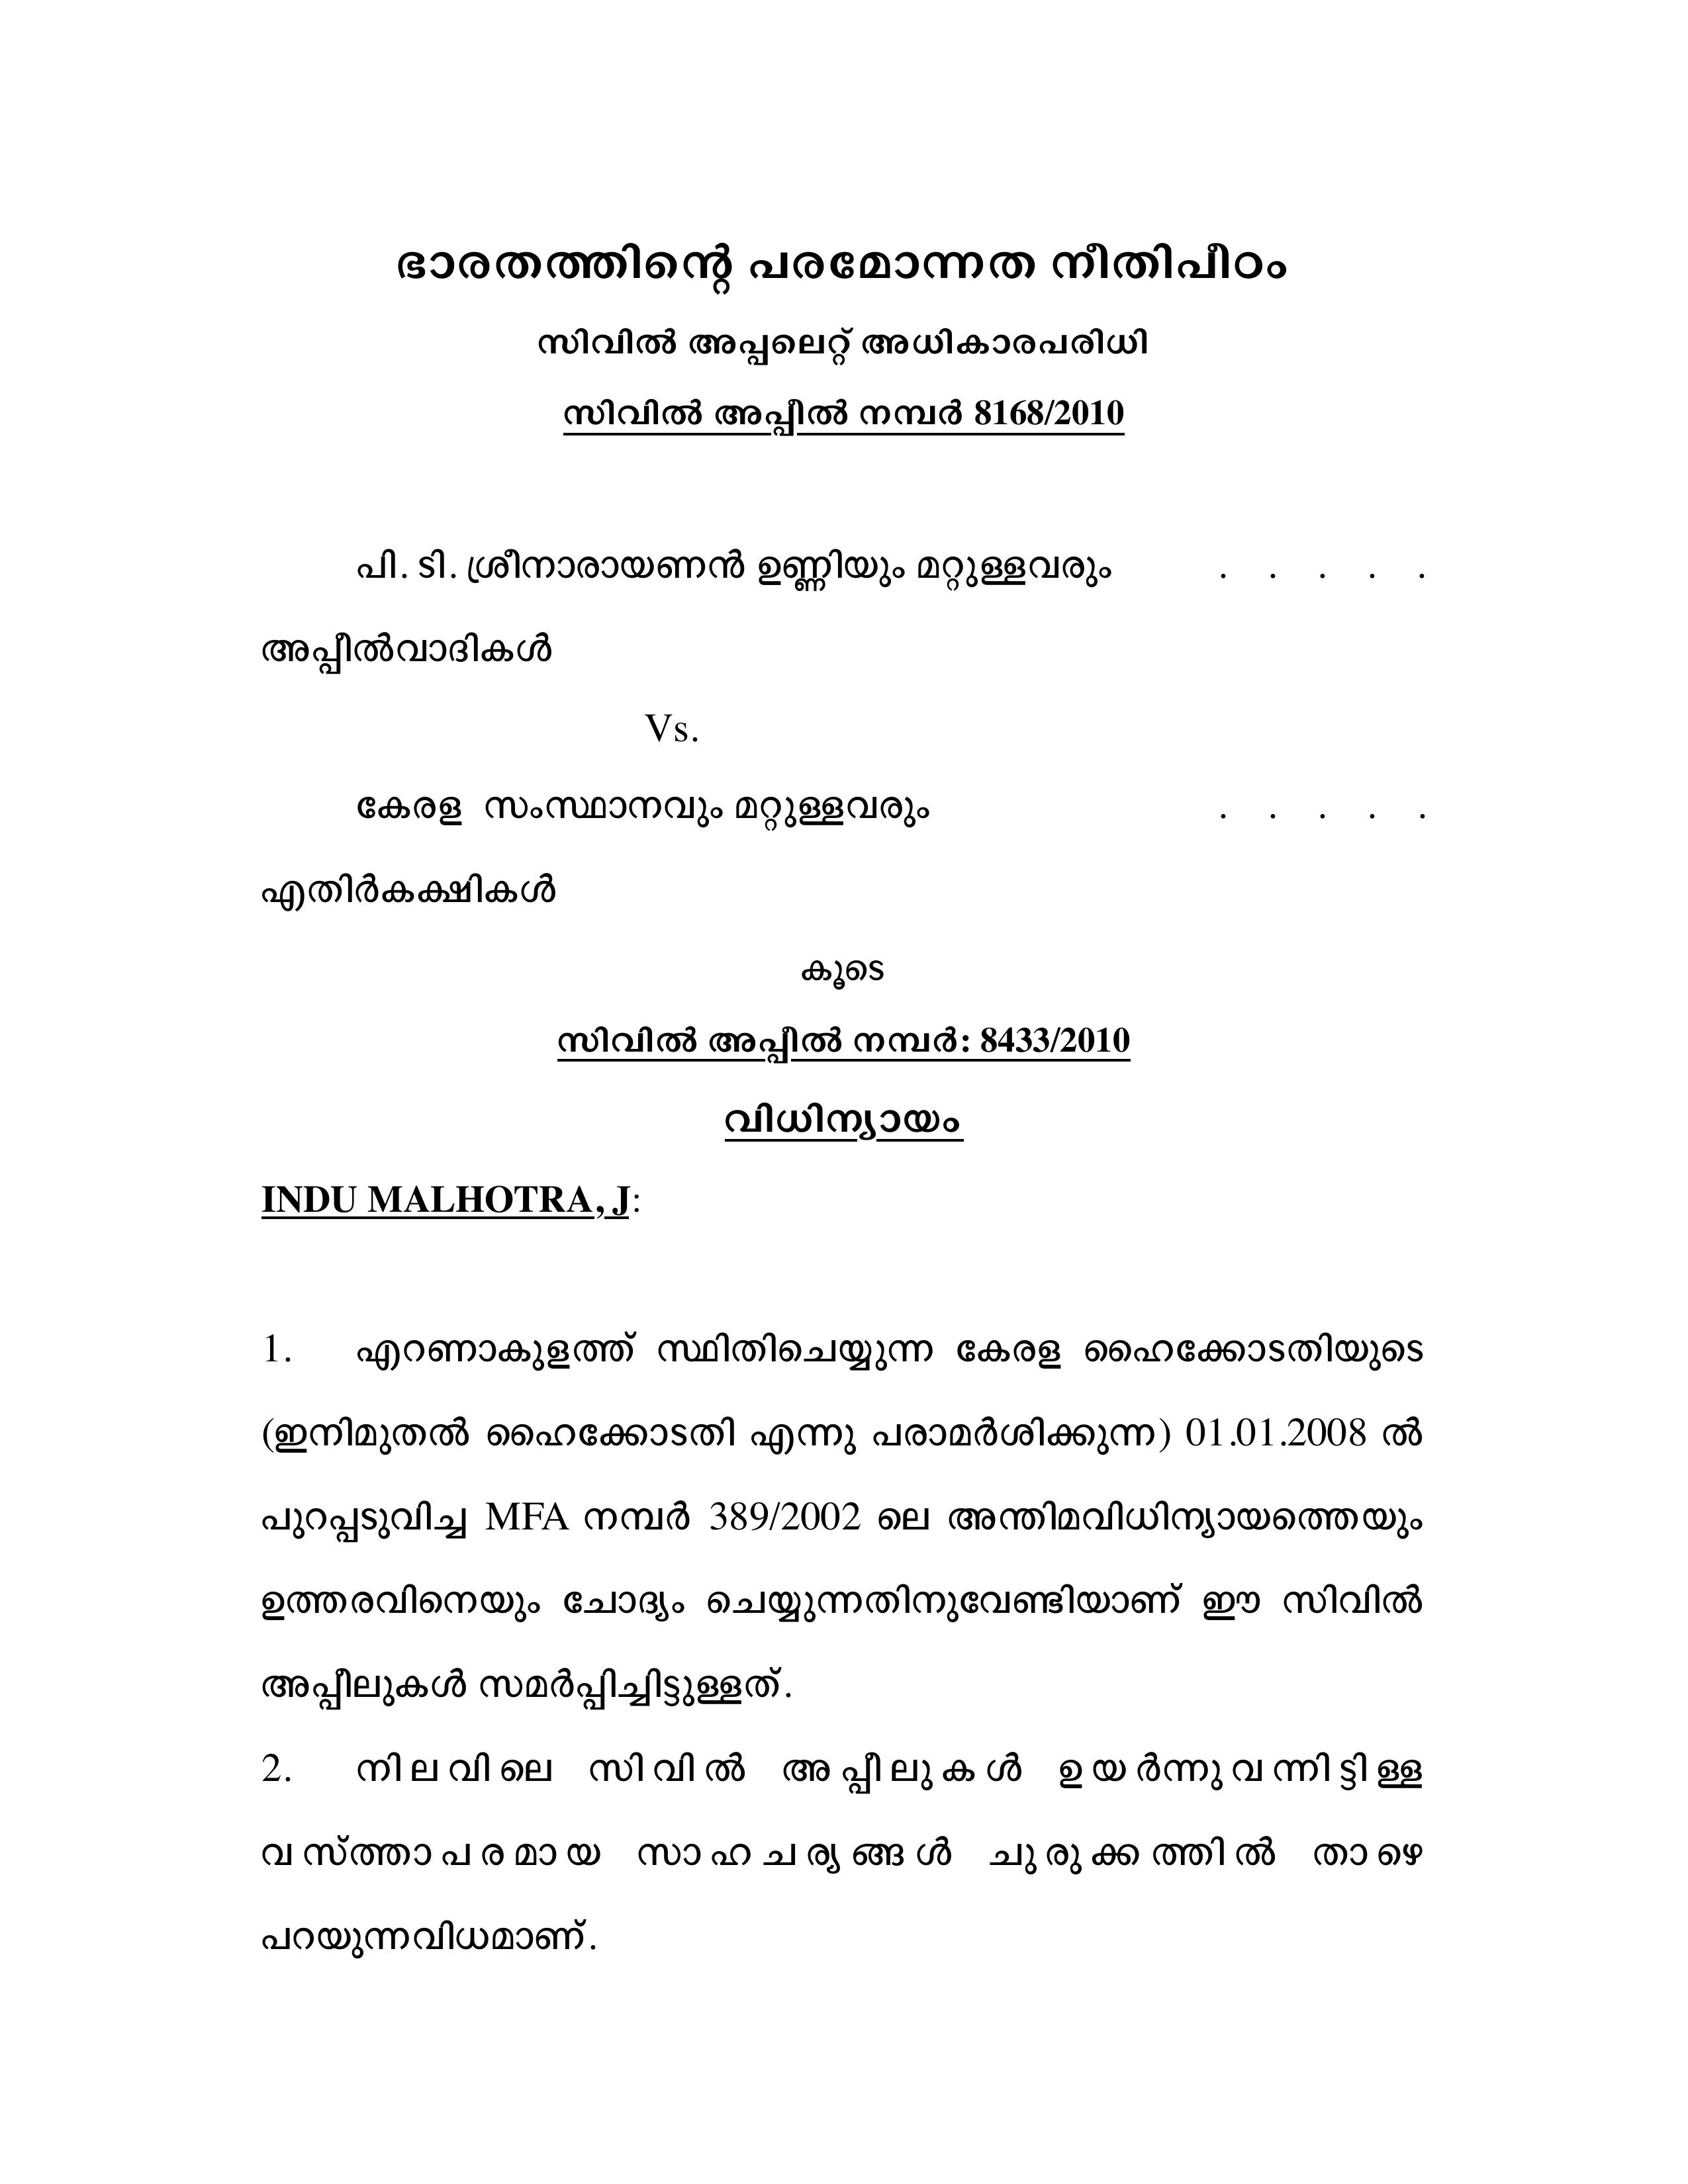 ഭാരതത്തിന്റെ പരമോന്നത നീതിപീഠം
സിവിൽ അപ്പലെറ്റ് അധികാരപരിധി
സിവിൽ അപ്പീൽ നമ്പർ 8168/2010
പി. ടി. ശ്രീനാരായണൻ ഉണ്ണിയും മറ്റുള്ളവരും . . . . .
അപ്പീൽവാദികൾ
Vs.
കേരള സംസ്ഥാനവും മറ്റുള്ളവരും . . . . .
എതിർകക്ഷികൾ
കൂടെ
സിവിൽ അപ്പീൽ നമ്പർ: 8433/2010
വിധിന്യായം
INDU MALHOTRA, J:
1. എറണാകുളത്ത് സ്ഥിതിചെയ്യുന്ന കേരള ഹൈക്കോടതിയുടെ
(ഇനിമുതൽ ഹൈക്കോടതി എന്നു പരാമർശിക്കുന്ന) 01.01.2008 ൽ
പുറപ്പടുവിച്ച MFA നമ്പർ 389/2002 ലെ അന്തിമവിധിന്യായത്തെയും
ഉത്തരവിനെയും ചോദ്യം ചെയ്യുന്നതിനുവേണ്ടിയാണ് ഈ സിവിൽ
അപ്പീലുകൾ സമർപ്പിച്ചിട്ടുള്ളത്.
2. നിലവിലെ സിവിൽ അപ്പീലുകൾ ഉയർന്നുവന്നിട്ടിള്ള
വസ്ത്താപരമായ സാഹചര്യങ്ങൾ ചുരുക്കത്തിൽ താഴെ
പറയുന്നവിധമാണ്.